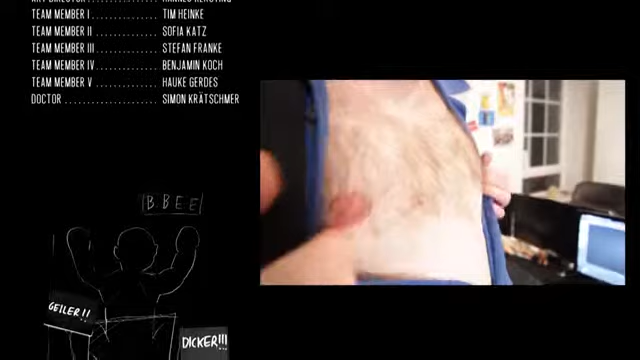 TEAM MEMBER I .............. TIM HEINKE
TEAM MEMBER II ............. SOFIA KATZ
TEAM MEMBER III ............ STEFAN FRANKE
TEAM MEMBER IV ............. BENJAMIN KOCH
TEAM MEMBER V .............. HAUKE GERDES
DOCTOR ..................... SIMON KRÄTSCHMER
B.BEE
GEILER!!
DICKER!!!